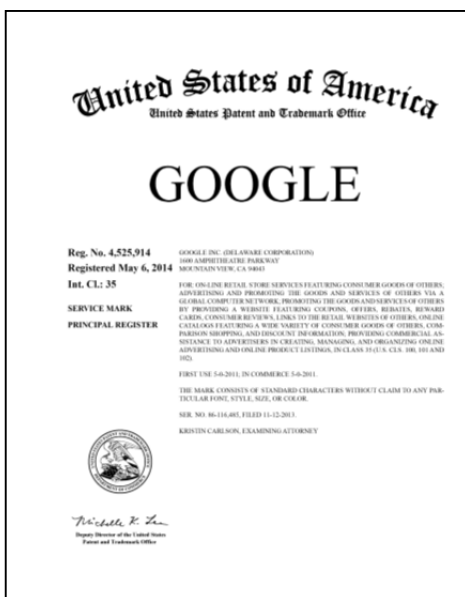 United States of America
United States Patent and Trademark Office
GOOGLE
Reg. No. 4,525,914
Registered May 6, 2014
Int. Cl.: 35
SERVICE MARK
PRINCIPAL REGISTER
GOOGLE INC. (DELAWARE CORPORATION)
1600 AMPHITHEATRE PARKWAY
MOUNTAIN VIEW, CA 94043
FOR: ON-LINE RETAIL STORE SERVICES FEATURING CONSUMER GOODS OF OTHERS;
ADVERTISING AND PROMOTING THE GOODS AND SERVICES OF OTHERS VIA A
GLOBAL COMPUTER NETWORK, PROMOTING THE GOODS AND SERVICES OF OTHERS
BY PROVIDING A WEBSITE FEATURING COUPONS, OFFERS, REBATES, REWARD
CARDS, CONSUMER REVIEWS, LINKS TO THE RETAIL WEBSITES OF OTHERS, ONLINE
CATALOGS FEATURING A WIDE VARIETY OF CONSUMER GOODS OF OTHERS, COM-
PARISON SHOPPING, AND DISCOUNT INFORMATION; PROVIDING COMMERCIAL AS-
SISTANCE TO ADVERTISERS IN CREATING, MANAGING, AND ORGANIZING ONLINE
ADVERTISING AND ONLINE PRODUCT LISTINGS, IN CLASS 35 (U.S. CLS. 100, 101 AND
102).
FIRST USE 5-0-2011; IN COMMERCE 5-0-2011.
THE MARK CONSISTS OF STANDARD CHARACTERS WITHOUT CLAIM TO ANY PAR-
TICULAR FONT, STYLE, SIZE, OR COLOR.
SER. NO. 86-116,485, FILED 11-12-2013.
KRISTIN CARLSON, EXAMINING ATTORNEY
Michelle K. Lee
Deputy Director of the United States
Patent and Trademark Office